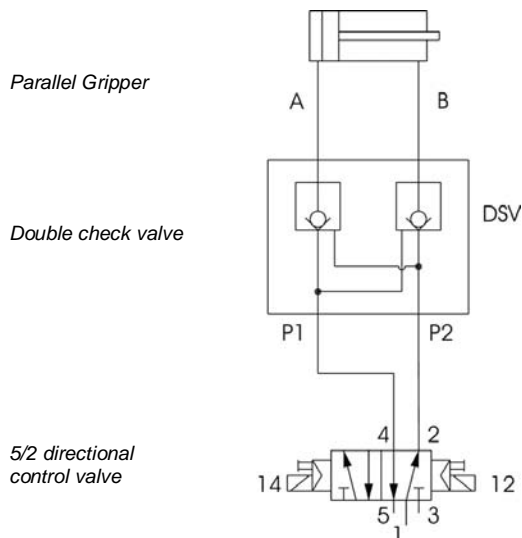 Parallel Gripper
A B
Double check valve
DSV
P1 P2
5/2 directional
control valve
4 2
14 12
5 3
1